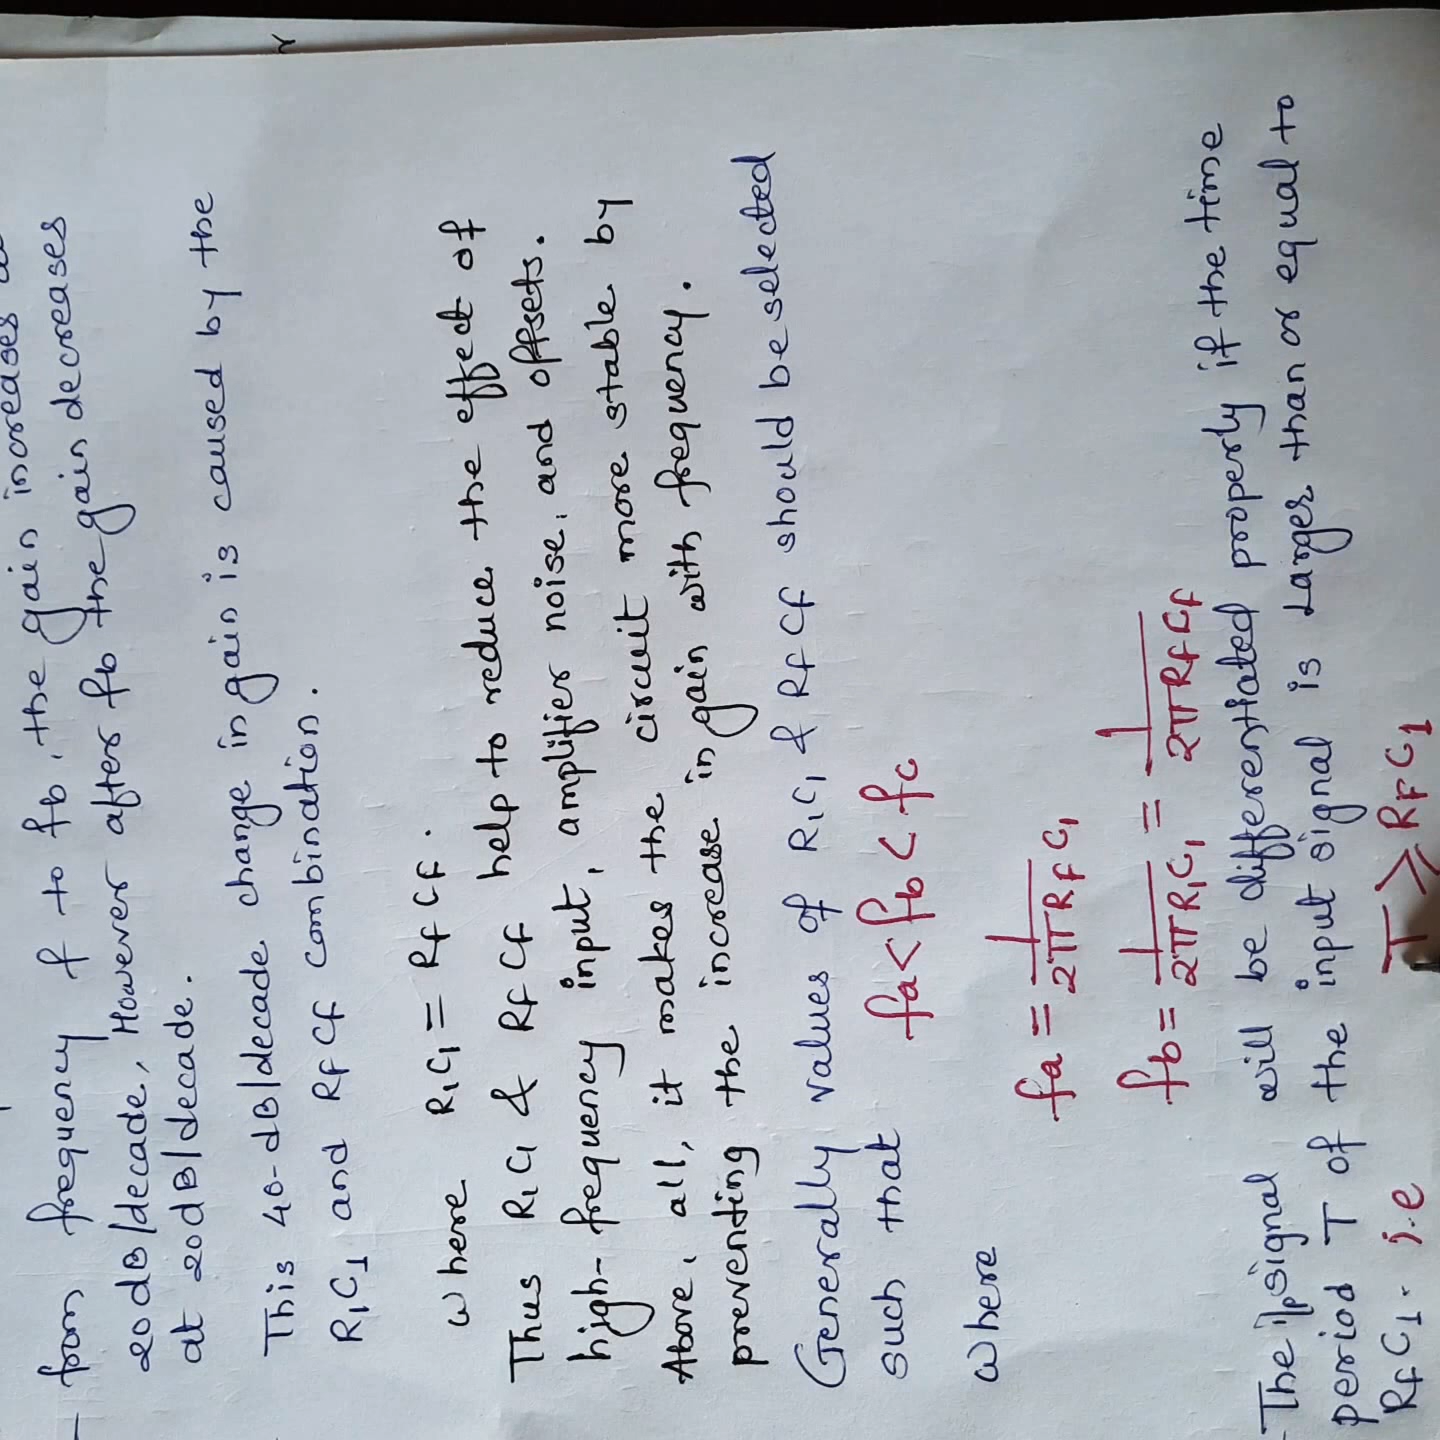 - from frequency f to fb, the gain increases
20dB/decade, However after fb the gain decreases
at 20dB/decade.
This 40-dB/decade change in gain is caused by the
R1C1 and RFCF combination.
where R1C1 = RFCF.
Thus R1C1 & RFCF help to reduce the effect of
high-frequency input, amplifier noise, and offsets.
Above, all, it makes the circuit more stable by
preventing the increase in gain with frequency.
Generally values of R1C1 & RFCF should be selected
such that fa < fb < fc
where
fa = 1/2πRFC1
fb = 1/2πR1C1 = 1/2πRFCF
- The i/p signal will be differentiated properly if the time
period T of the input signal is Larger than or equal to
RFC1. i.e T ≥ RFC1